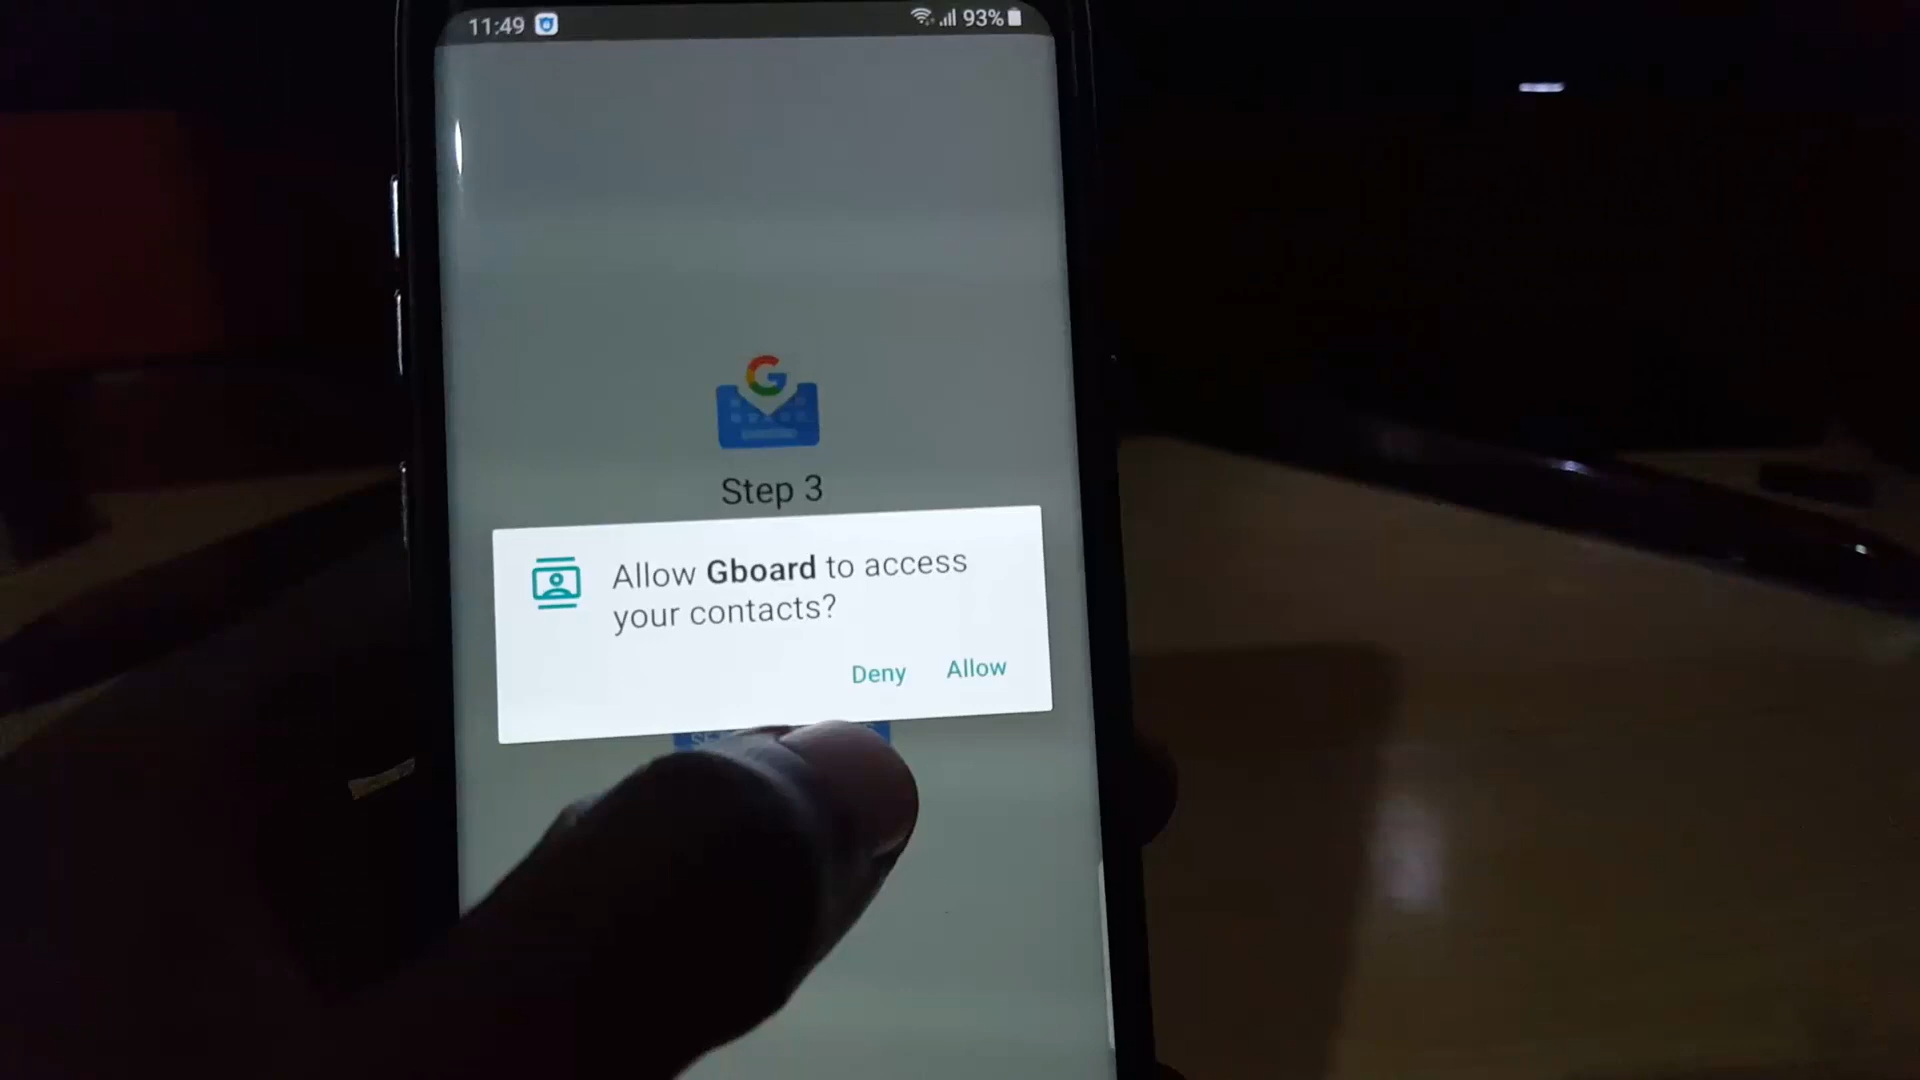 11:49 93%
G
Step 3
Allow Gboard to access
your contacts?
Deny Allow